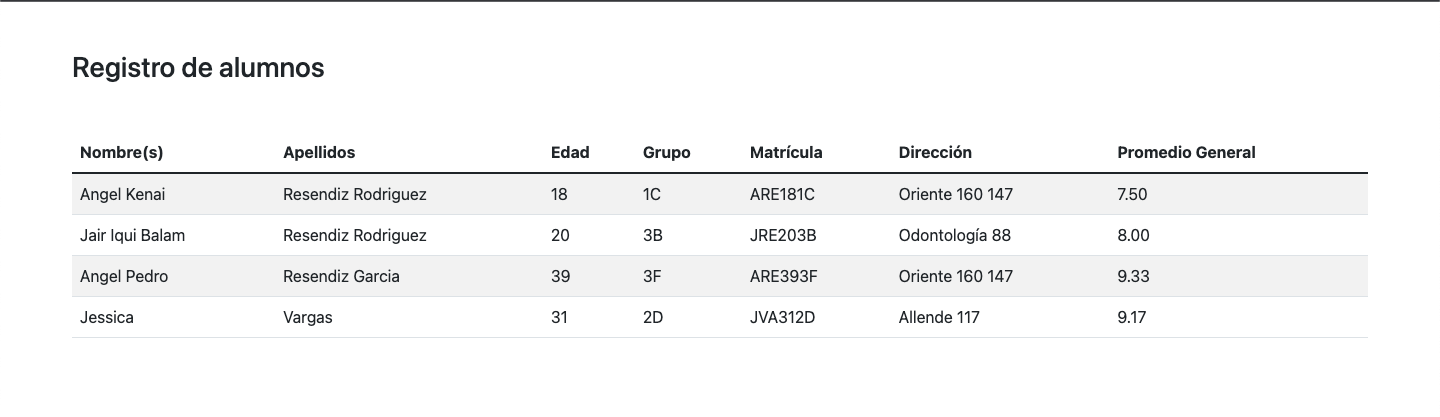 Registro de alumnos
Nombre(s) Apellidos Edad Grupo Matrícula Dirección Promedio General
Angel Kenai Resendiz Rodriguez 18 1C ARE181C Oriente 160 147 7.50
Jair Iqui Balam Resendiz Rodriguez 20 3B JRE203B Odontología 88 8.00
Angel Pedro Resendiz Garcia 39 3F ARE393F Oriente 160 147 9.33
Jessica Vargas 31 2D JVA312D Allende 117 9.17